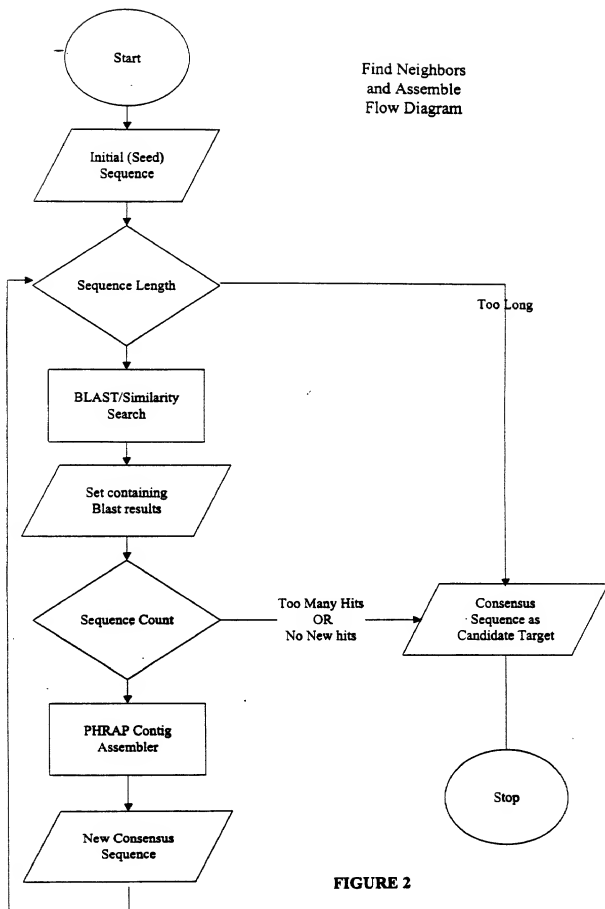 Start
Find Neighbors
and Assemble
Flow Diagram
Initial (Seed)
Sequence
Sequence Length
Too Long
BLAST/Similarity
Search
Set containing
Blast results
Sequence Count
Too Many Hits
OR
No New hits
Consensus
Sequence as
Candidate Target
PHRAP Contig
Assembler
Stop
New Consensus
Sequence
FIGURE 2